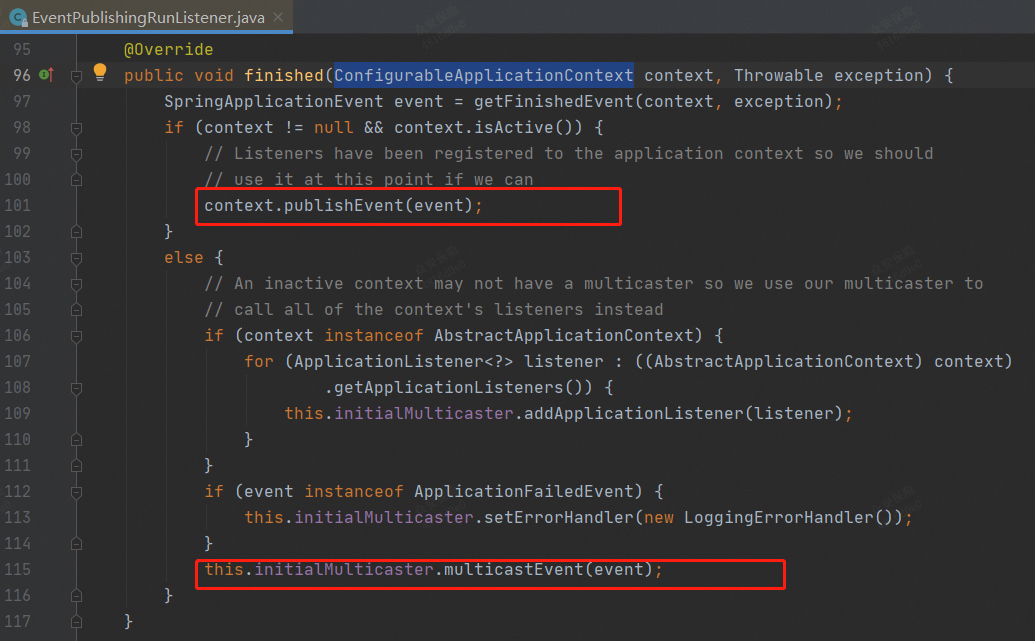 EventPublishingRunListener.java
95 @Override
96 public void finished(ConfigurableApplicationContext context, Throwable exception) {
97 SpringApplicationEvent event = getFinishedEvent(context, exception);
98 if (context != null && context.isActive()) {
99 // Listeners have been registered to the application context so we should
100 // use it at this point if we can
101 context.publishEvent(event);
102 }
103 else {
104 // An inactive context may not have a multicaster so we use our multicaster to
105 // call all of the context's listeners instead
106 if (context instanceof AbstractApplicationContext) {
107 for (ApplicationListener<?> listener : ((AbstractApplicationContext) context)
108 .getApplicationListeners()) {
109 this.initialMulticaster.addApplicationListener(listener);
110 }
111 }
112 if (event instanceof ApplicationFailedEvent) {
113 this.initialMulticaster.setErrorHandler(new LoggingErrorHandler());
114 }
115 this.initialMulticaster.multicastEvent(event);
116 }
117 }